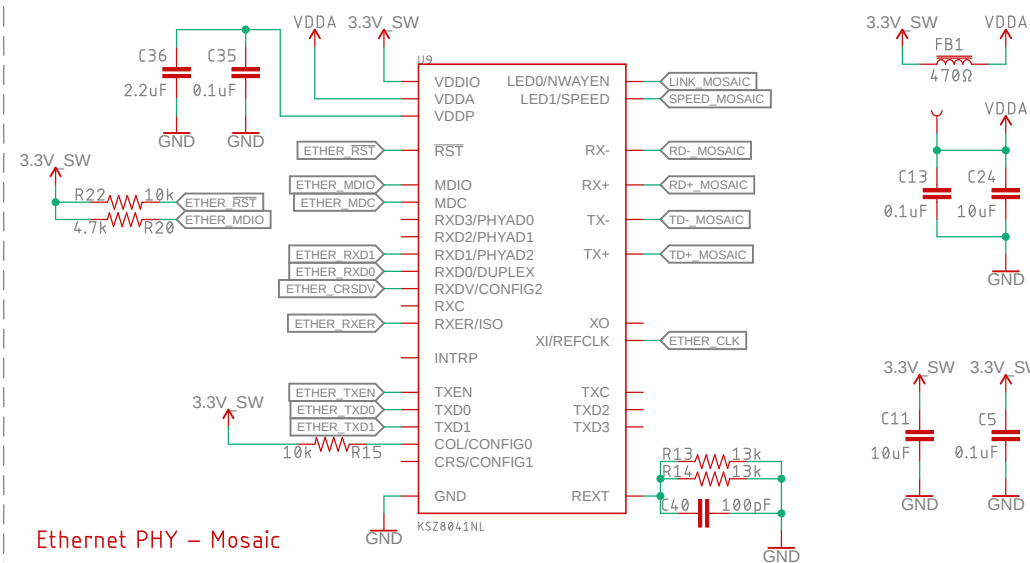 C36
2.2uF
GND
C35
0.1uF
GND
VDDA
3.3V_SW
3.3V_SW
R22
10k
4.7k
R20
ETHER_RST
ETHER_MDIO
U9
ETHER_RST
ETHER_MDIO
ETHER_MDC
ETHER_RXD1
ETHER_RXD0
ETHER_CRSDV
ETHER_RXER
ETHER_TXEN
ETHER_TXD0
ETHER_TXD1
3.3V_SW
10k
R15
GND
VDDIO
VDDA
VDDP
RST
MDIO
MDC
RXD3/PHYAD0
RXD2/PHYAD1
RXD1/PHYAD2
RXD0/DUPLEX
RXDV/CONFIG2
RXC
RXER/ISO
INTRP
TXEN
TXD0
TXD1
COL/CONFIG0
CRS/CONFIG1
GND
LED0/NWAYEN
LED1/SPEED
RX-
RX+
TX-
TX+
XO
XI/REFCLK
TXC
TXD2
TXD3
REXT
KSZ8041NL
LINK_MOSAIC
SPEED_MOSAIC
RD-_MOSAIC
RD+_MOSAIC
TD-_MOSAIC
TD+_MOSAIC
ETHER_CLK
R13
13k
R14
13k
C40
100pF
GND
3.3V_SW
FB1
VDDA
470Ω
VDDA
C13
0.1uF
C24
10uF
GND
3.3V_SW
C11
10uF
GND
3.3V_SW
C5
0.1uF
GND
Ethernet PHY – Mosaic